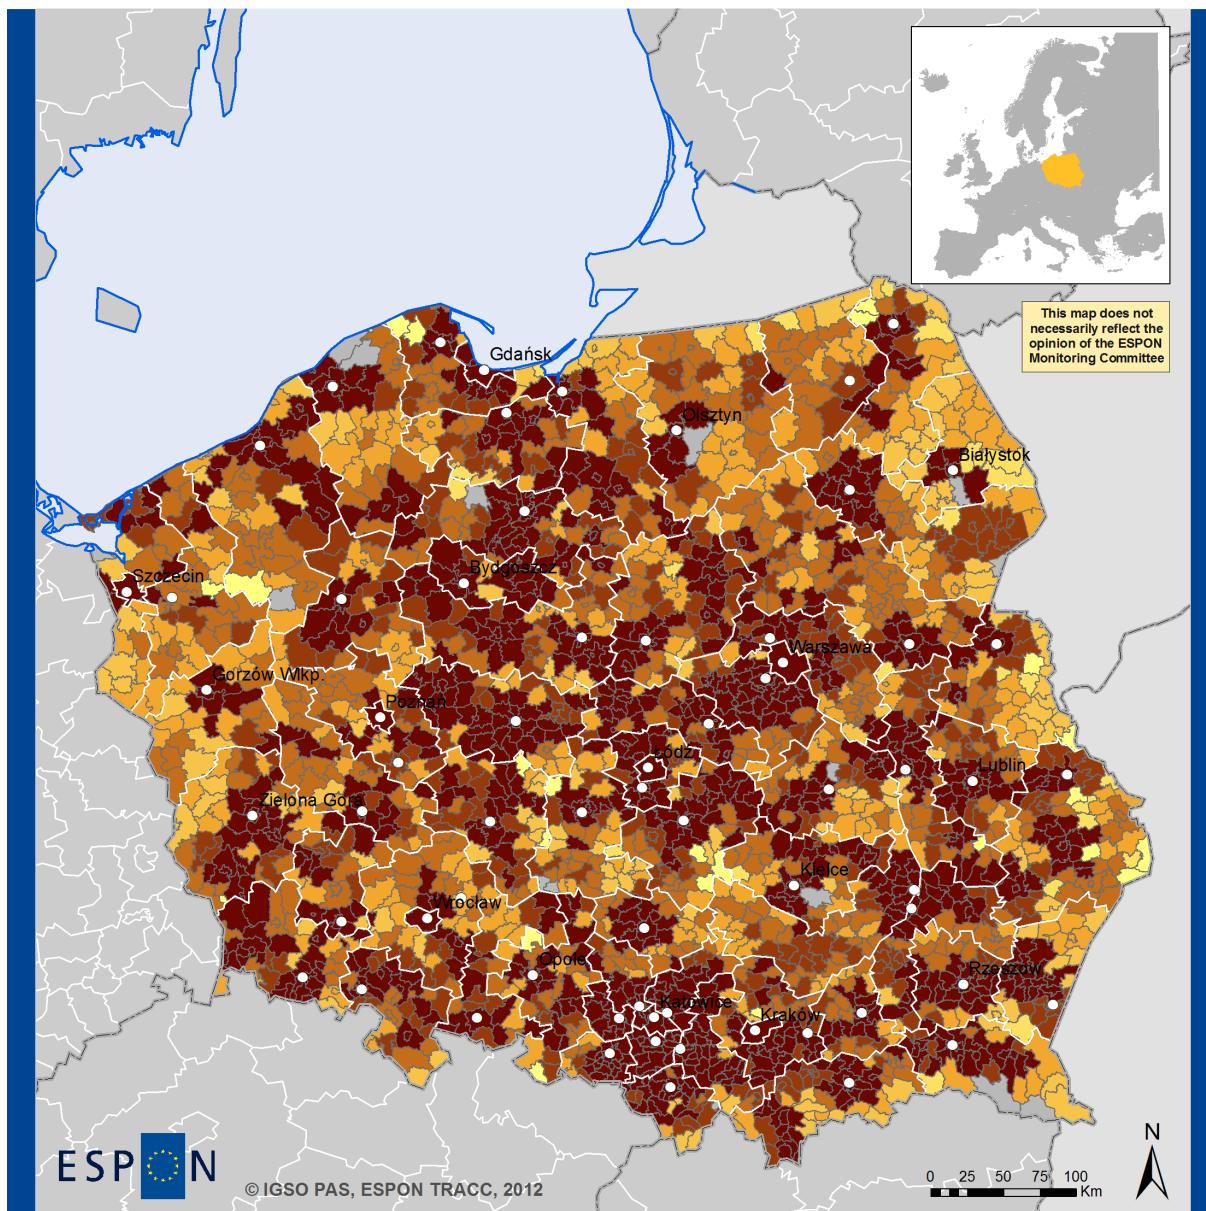 This map does not
necessarily reflect the
opinion of the ESPON
Monitoring Committee
Gdańsk
Olsztyn
Białystok
Szczecin
Bydgoszcz
Warszawa
Gorzów Wlkp.
Poznań
Łódź
Lublin
Zielona Góra
Kielce
Wrocław
Opole
Rzeszów
Katowice
Kraków
N
ESPON
© IGSO PAS, ESPON TRACC, 2012
0 25 50 75 100
Km